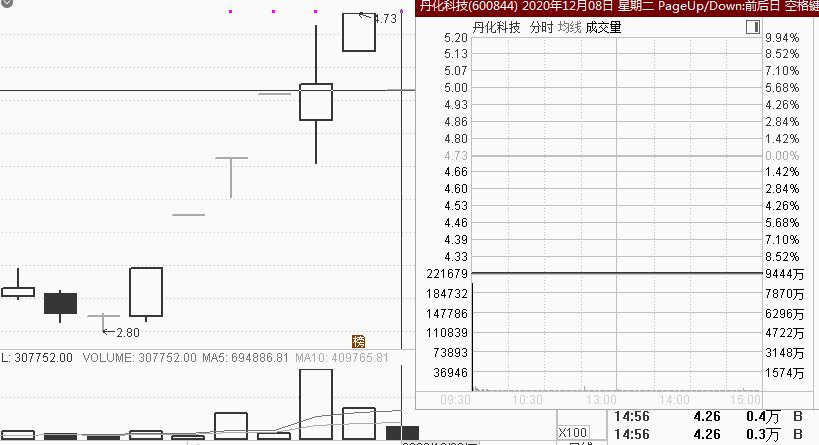 丹化科技(600844) 2020年12月08日 星期二 PageUp/Down:前后日 空格键
丹化科技 分时 均线 成交量
4.73
5.20 9.94%
5.13 8.52%
5.07 7.10%
5.00 5.68%
4.93 4.26%
4.86 2.84%
4.80 1.42%
4.73 0.00%
4.66 1.42%
4.60 2.84%
4.53 4.26%
4.46 5.68%
4.39 7.10%
4.33 8.52%
221679 9444万
184732 7870万
147786 6296万
110839 4722万
73893 3148万
36946 1574万
09:30 10:30 13:00 14:00 15:00
2.80
榜
L: 307752.00 VOLUME: 307752.00 MA5: 694886.81 MA10: 409765.81
X100
14:56 4.26 0.4万 B
14:56 4.26 0.3万 B